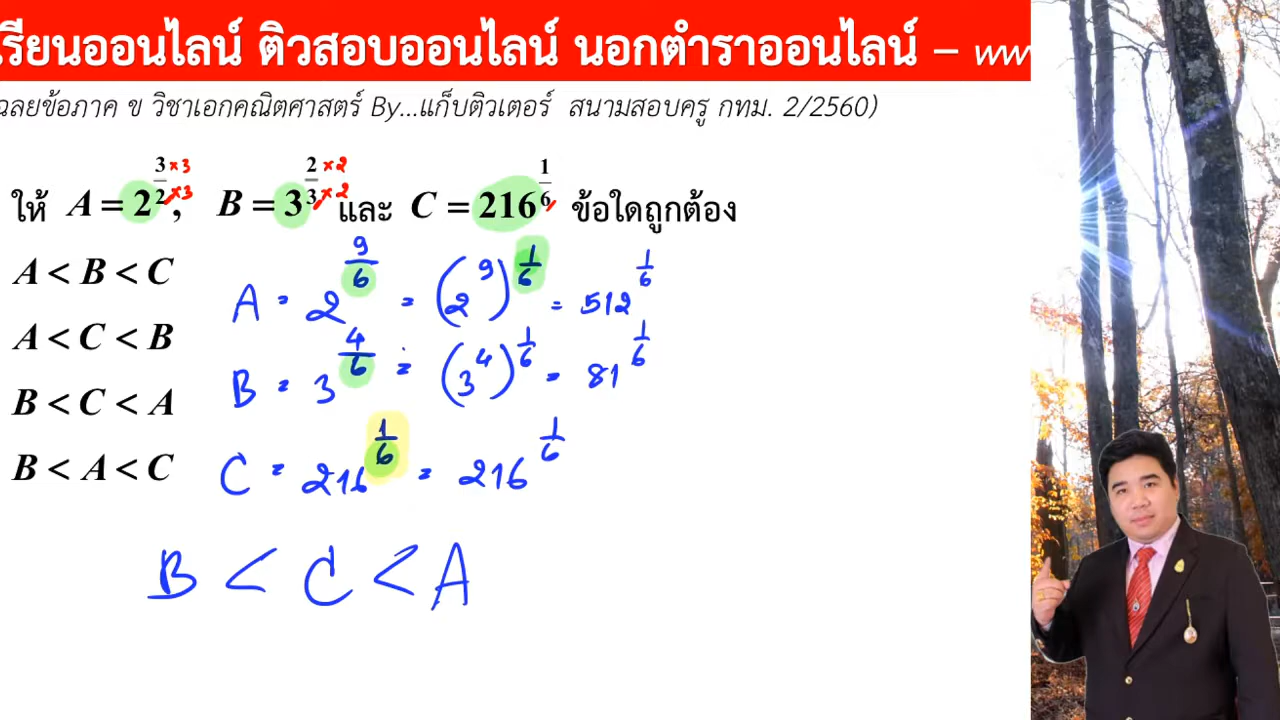 รียนออนไลน์ ติวสอบออนไลน์ นอกตำราออนไลน์ – ww
ฉลยข้อภาค ข วิชาเอกคณิตศาสตร์ By...แก็บติวเตอร์ สนามสอบครู กทม. 2/2560)
ให้ A = 2^(3×3/2×3), B = 3^(2×2/3×2) และ C = 216^(1/6) ข้อใดถูกต้อง
A < B < C
A < C < B
B < C < A
B < A < C
A = 2^(9/6) = (2^9)^(1/6) = 512^(1/6)
B = 3^(4/6) = (3^4)^(1/6) = 81^(1/6)
C = 216^(1/6) = 216^(1/6)
B < C < A